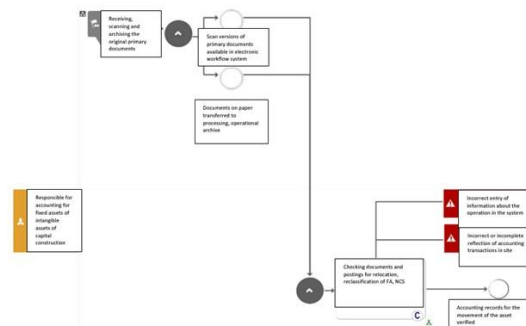 Receiving,
scanning and
archiving the
original primary
documents
Scan versions of
primary documents
available in electronic
workflow system
Documents on paper
transferred to
processing, operational
archive
Responsible for
accounting for
fixed assets of
intangible
assets of
capital
construction
Incorrect entry of
information about the
operation in the system
Incorrect or incomplete
reflection of accounting
transactions in site
Checking documents and
postings for relocation,
reclassification of FA, NCS
C
Accounting records for
the movement of the asset
verified